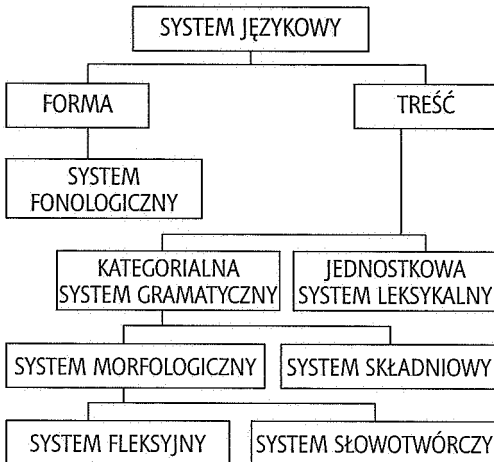 SYSTEM JĘZYKOWY
FORMA
TREŚĆ
SYSTEM
FONOLOGICZNY
KATEGORIALNA
SYSTEM GRAMATYCZNY
JEDNOSTKOWA
SYSTEM LEKSYKALNY
SYSTEM MORFOLOGICZNY
SYSTEM SKŁADNIOWY
SYSTEM FLEKSYJNY
SYSTEM SŁOWOTWÓRCZY